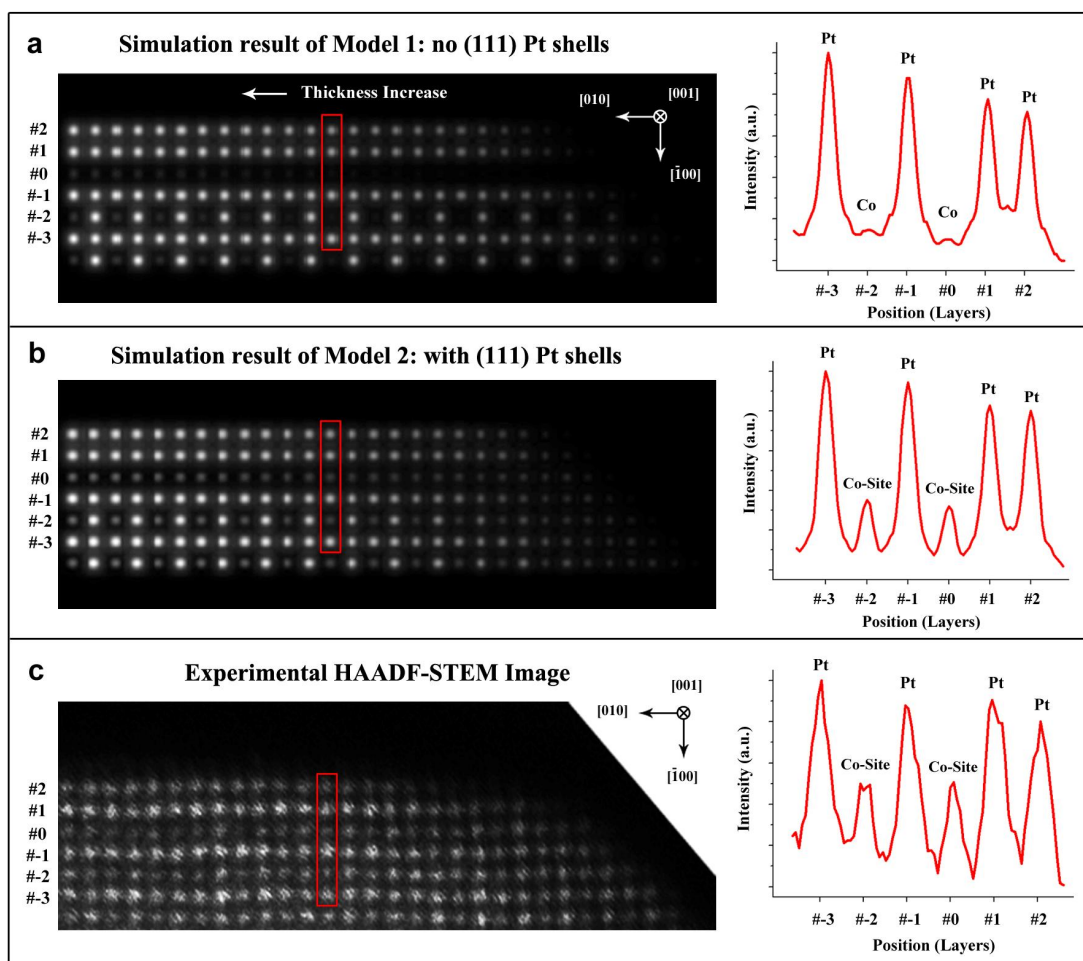 a
Simulation result of Model 1: no (111) Pt shells
Thickness Increase
[001]
[010]
[1̄00]
#2
#1
#0
#-1
#-2
#-3
Intensity (a.u.)
Pt
Co
Pt
Co
Pt
Pt
#-3 #-2 #-1 #0 #1 #2
Position (Layers)
b
Simulation result of Model 2: with (111) Pt shells
#2
#1
#0
#-1
#-2
#-3
Intensity (a.u.)
Pt
Co-Site
Pt
Co-Site
Pt
Pt
#-3 #-2 #-1 #0 #1 #2
Position (Layers)
c
Experimental HAADF-STEM Image
[001]
[010]
[1̄00]
#2
#1
#0
#-1
#-2
#-3
Intensity (a.u.)
Pt
Co-Site
Pt
Co-Site
Pt
Pt
#-3 #-2 #-1 #0 #1 #2
Position (Layers)